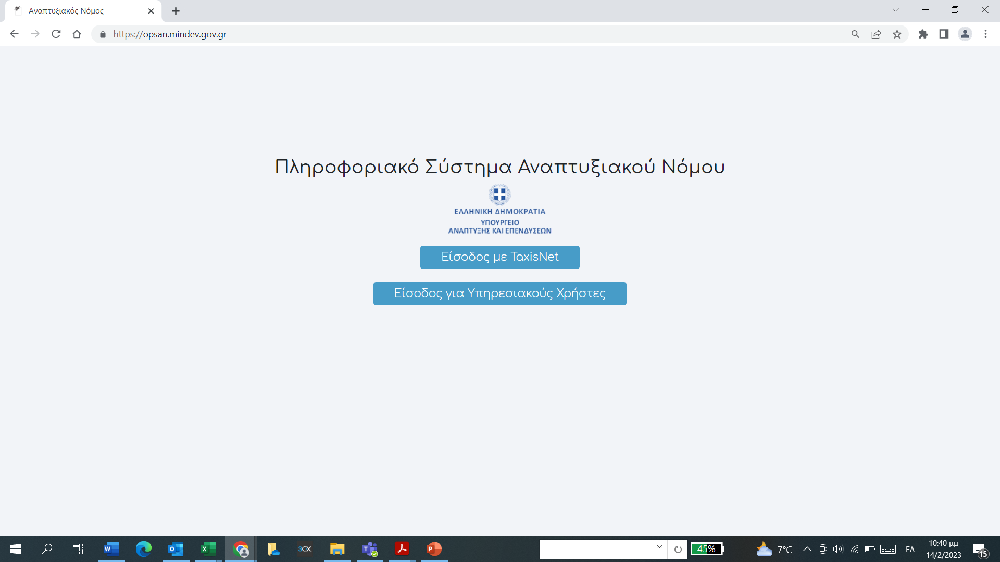 Αναπτυξιακός Νόμος
https://opsan.mindev.gov.gr
Πληροφοριακό Σύστημα Αναπτυξιακού Νόμου
ΕΛΛΗΝΙΚΗ ΔΗΜΟΚΡΑΤΙΑ
ΥΠΟΥΡΓΕΙΟ
ΑΝΑΠΤΥΞΗΣ ΚΑΙ ΕΠΕΝΔΥΣΕΩΝ
Είσοδος με TaxisNet
Είσοδος για Υπηρεσιακούς Χρήστες
3CX
45%
7°C
ΕΛ
10:40 μμ
14/2/2023
15